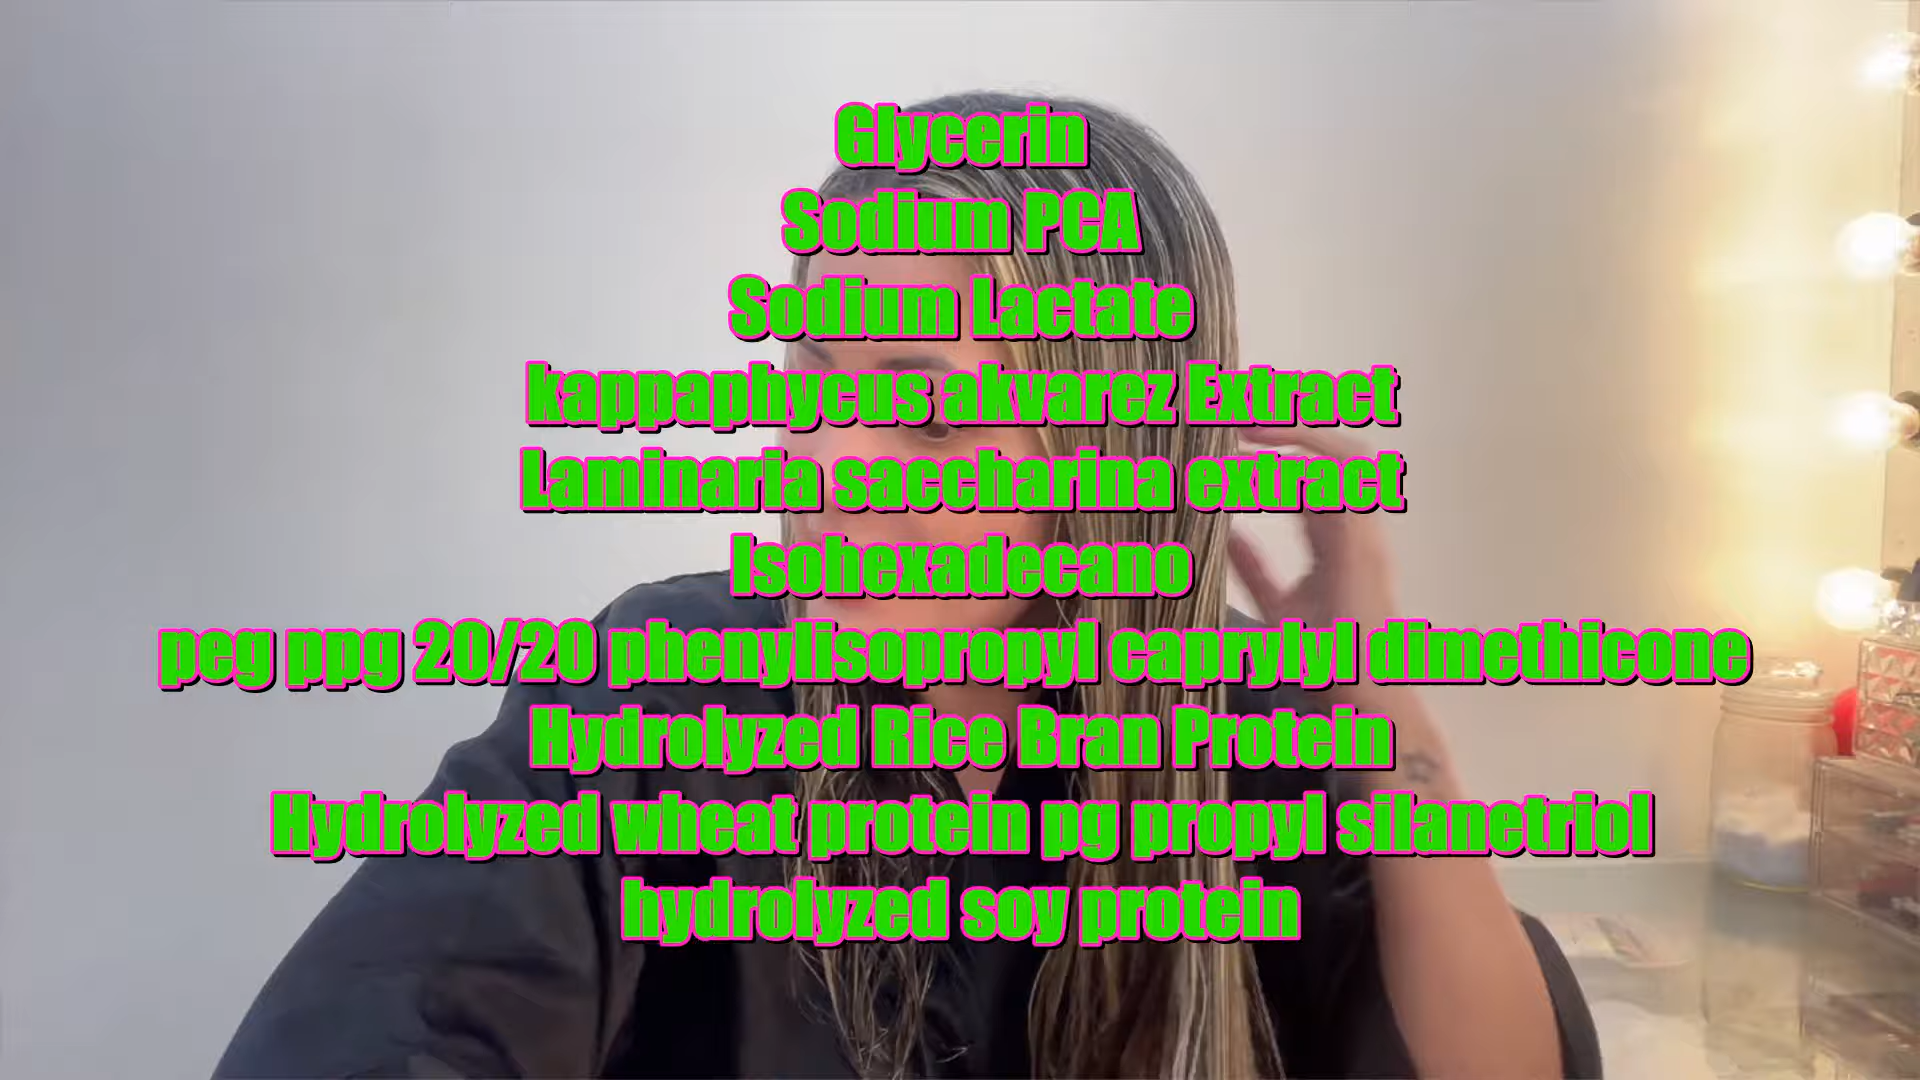 Glycerin
Sodium PCA
Sodium Lactate
kappaphycus akvarez Extract
Laminaria saccharina extract
Isohexadecano
peg ppg 20/20 phenylisopropyl caprylyl dimethicone
Hydrolyzed Rice Bran Protein
Hydrolyzed wheat protein pg propyl silanetriol
hydrolyzed soy protein